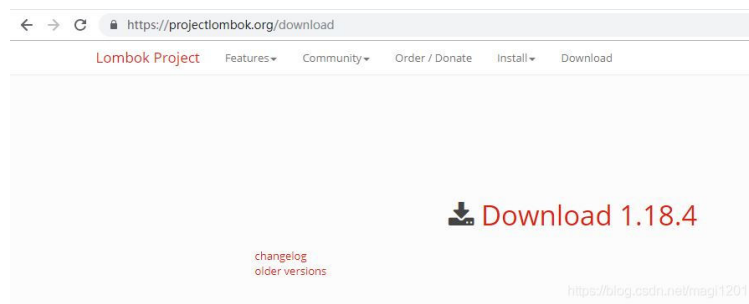 https://projectlombok.org/download
Lombok Project Features Community Order / Donate Install Download
Download 1.18.4
changelog
older versions
https://blog.csdn.net/magi1201